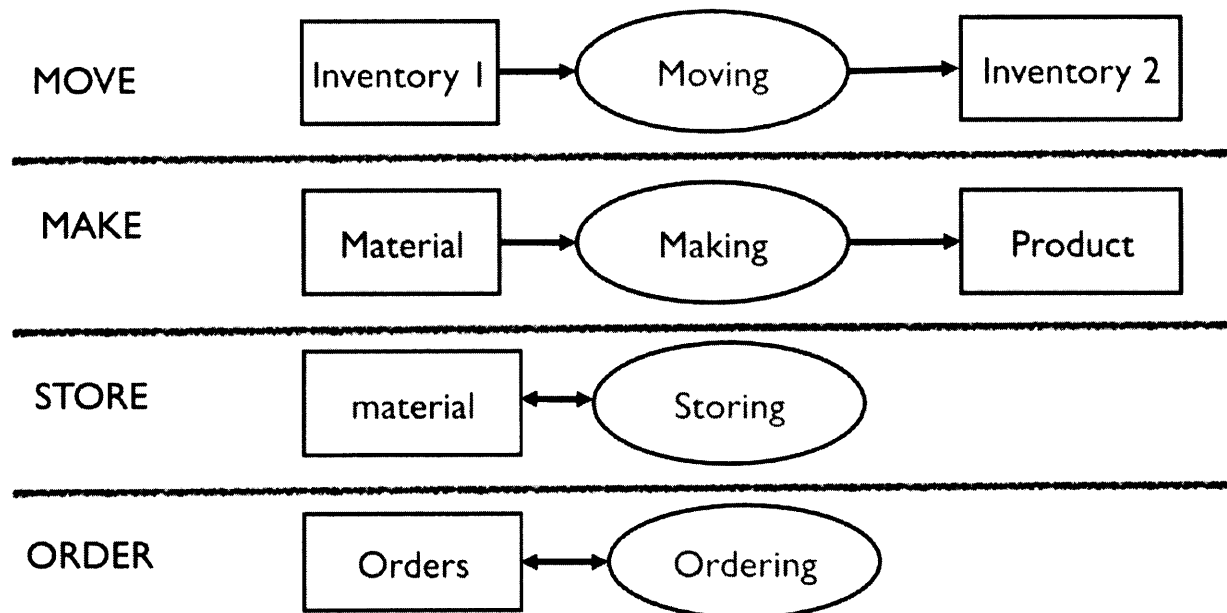 MOVE
Inventory 1
Moving
Inventory 2
MAKE
Material
Making
Product
STORE
material
Storing
ORDER
Orders
Ordering